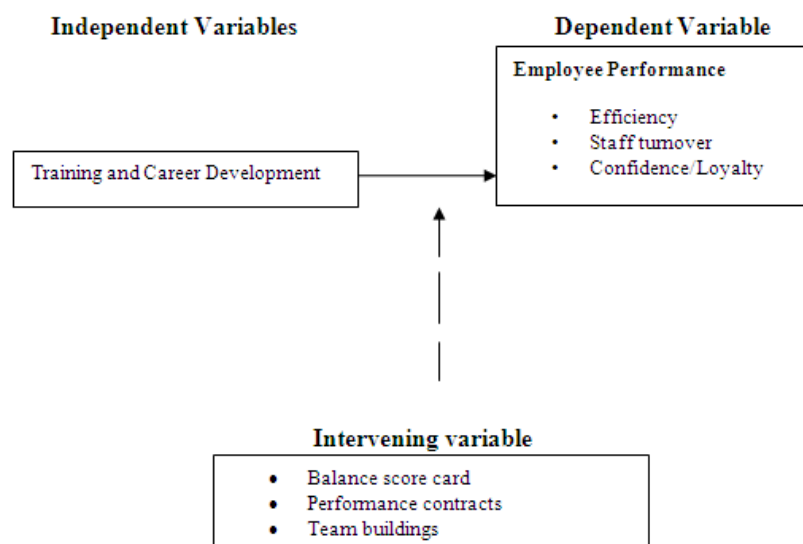 Independent Variables
Dependent Variable
Employee Performance
• Efficiency
• Staff turnover
• Confidence/Loyalty
Training and Career Development
Intervening variable
• Balance score card
• Performance contracts
• Team buildings